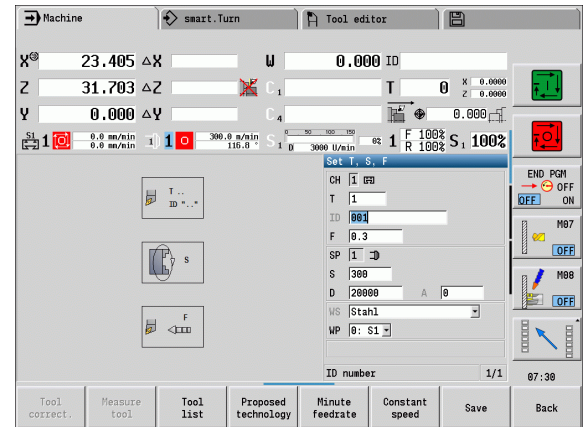 Machine smart.Turn Tool editor
X 23.405 ΔX W 0.000 ID
Z 31.703 ΔZ C 1 T 0 X 0.0000 Z 0.0000
Y 0.000 ΔY C 4 0.000
S1 1 0.0 mm/min 0.0 mm/min 1 300.0 m/min 116.8 ° S 1 0 50 100 150 0% D 3000 U/min 1 F 100% R 100% S 1 100%
Set T, S, F
CH 1
T 1
ID 001
F 0.3
SP 1
S 300
D 20000 A 0
WS Stahl
WP 0: S1
ID number 1/1
T ..
ID ".."
S
F
END PGM
OFF
OFF ON
M07
OFF
M08
OFF
07:30
Tool correct. Measure tool Tool list Proposed technology Minute feedrate Constant speed Save Back